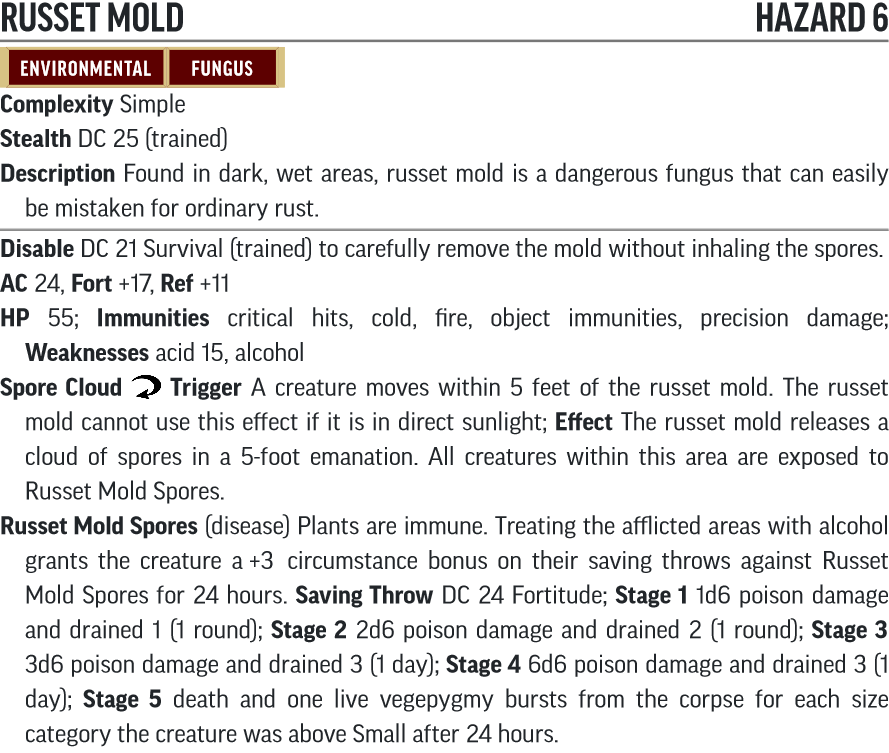 RUSSET MOLD HAZARD 6
ENVIRONMENTAL FUNGUS
Complexity Simple
Stealth DC 25 (trained)
Description Found in dark, wet areas, russet mold is a dangerous fungus that can easily
be mistaken for ordinary rust.
Disable DC 21 Survival (trained) to carefully remove the mold without inhaling the spores.
AC 24, Fort +17, Ref +11
HP 55; Immunities critical hits, cold, fire, object immunities, precision damage;
Weaknesses acid 15, alcohol
Spore Cloud Trigger A creature moves within 5 feet of the russet mold. The russet
mold cannot use this effect if it is in direct sunlight; Effect The russet mold releases a
cloud of spores in a 5-foot emanation. All creatures within this area are exposed to
Russet Mold Spores.
Russet Mold Spores (disease) Plants are immune. Treating the afflicted areas with alcohol
grants the creature a +3 circumstance bonus on their saving throws against Russet
Mold Spores for 24 hours. Saving Throw DC 24 Fortitude; Stage 1 1d6 poison damage
and drained 1 (1 round); Stage 2 2d6 poison damage and drained 2 (1 round); Stage 3
3d6 poison damage and drained 3 (1 day); Stage 4 6d6 poison damage and drained 3 (1
day); Stage 5 death and one live vegepygmy bursts from the corpse for each size
category the creature was above Small after 24 hours.